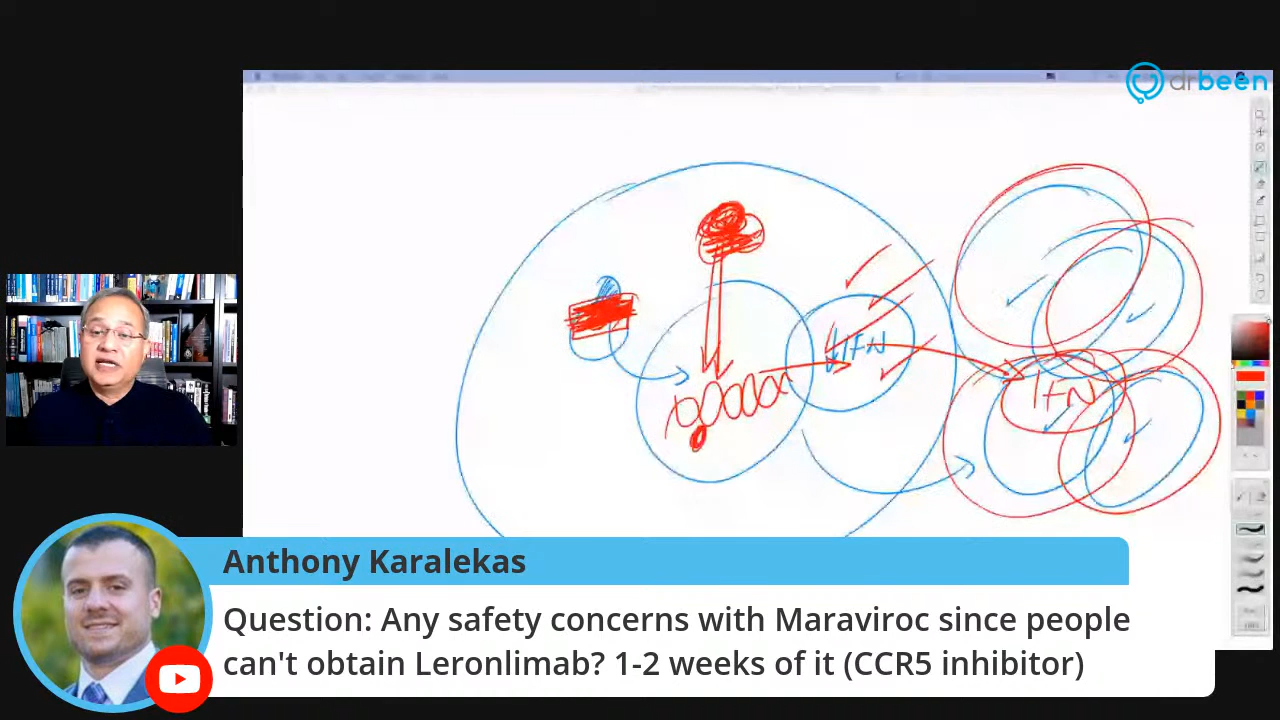 drbeen
IFN
IFN
Anthony Karalekas
Question: Any safety concerns with Maraviroc since people
can't obtain Leronlimab? 1-2 weeks of it (CCR5 inhibitor)